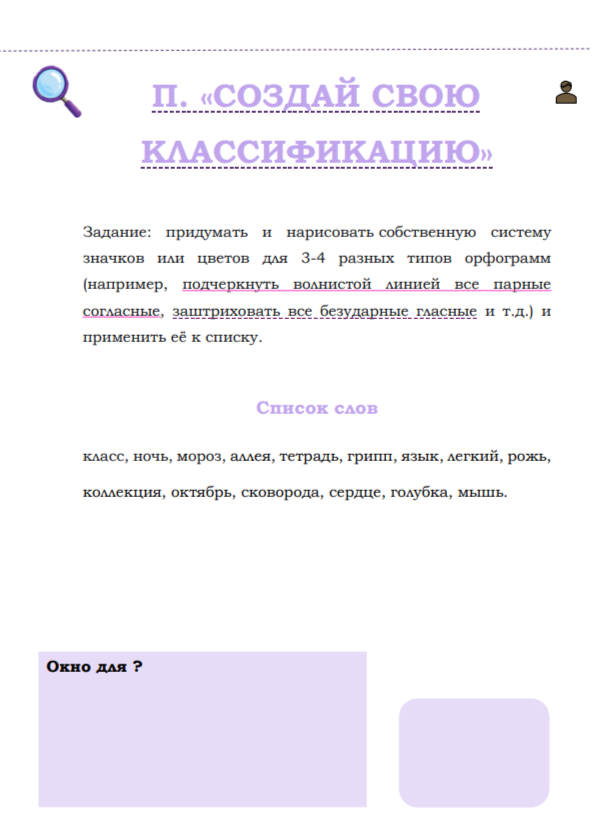 П. «СОЗДАЙ СВОЮ
КЛАССИФИКАЦИЮ»
Задание: придумать и нарисовать собственную систему
значков или цветов для 3-4 разных типов орфограмм
(например, подчеркнуть волнистой линией все парные
согласные, заштриховать все безударные гласные и т.д.) и
применить её к списку.
Список слов
класс, ночь, мороз, аллея, тетрадь, грипп, язык, легкий, рожь,
коллекция, октябрь, сковорода, сердце, голубка, мышь.
Окно для ?